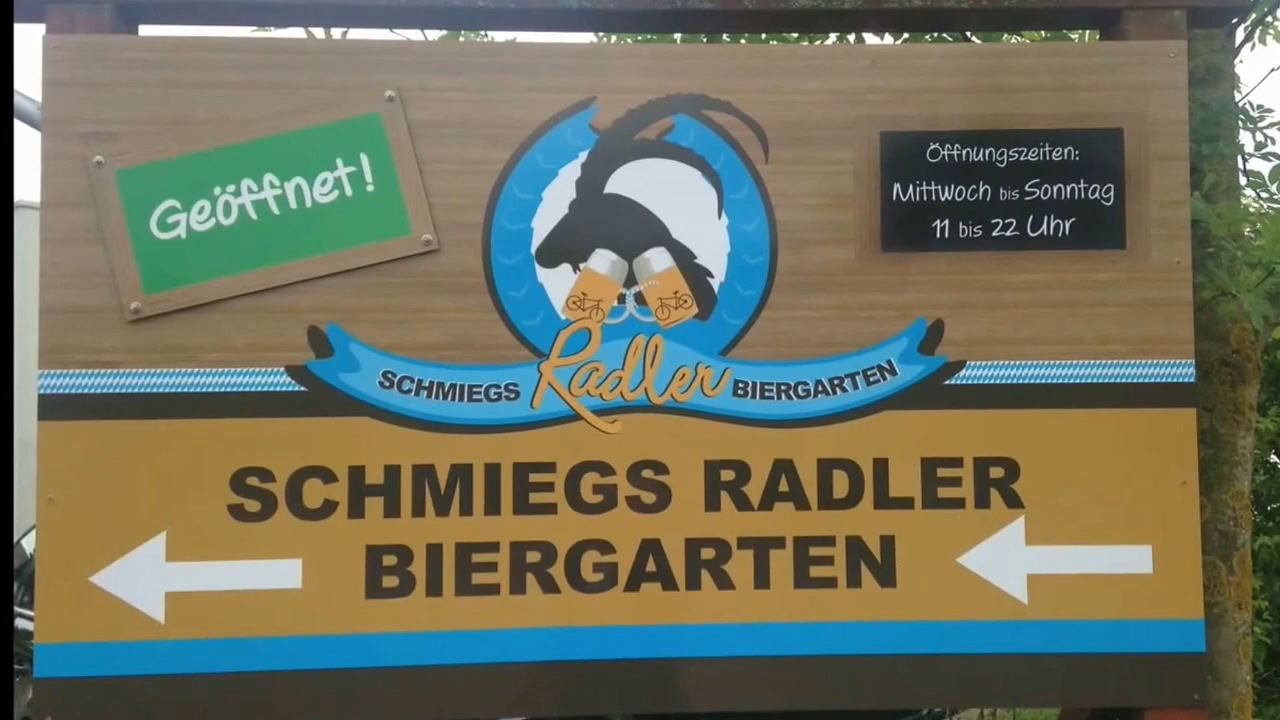 Geöffnet!
Öffnungszeiten:
Mittwoch bis Sonntag
11 bis 22 Uhr
SCHMIEGS Radler BIERGARTEN
SCHMIEGS RADLER
BIERGARTEN